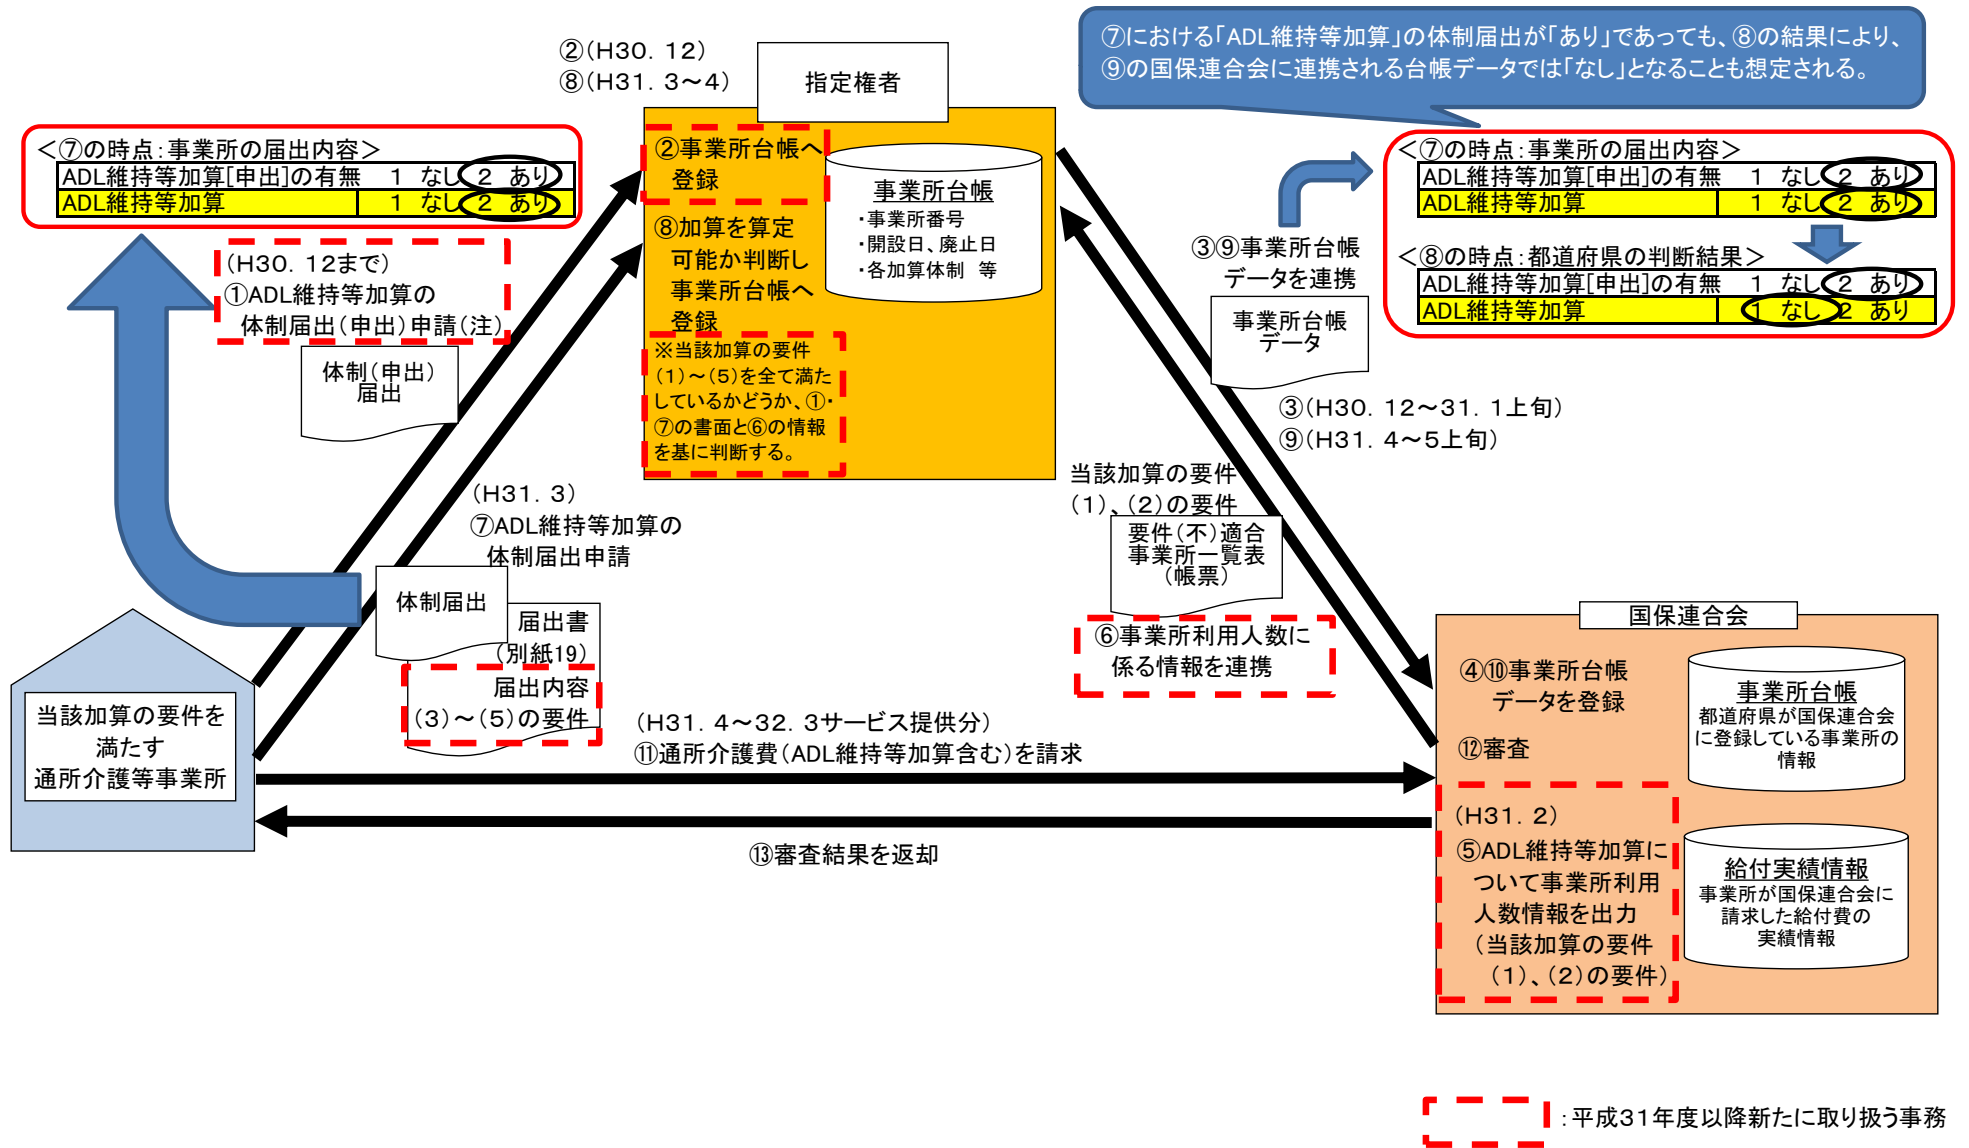 ⑦における「ADL維持等加算」の体制届出が「あり」であっても、⑧の結果により、
⑨の国保連合会に連携される台帳データでは「なし」となることも想定される。
②(H30．12)
⑧(H31．3～4)
指定権者
＜⑦の時点：事業所の届出内容＞
ADL維持等加算[申出]の有無 1 なし 2 あり
ADL維持等加算 1 なし 2 あり
(H30．12まで)
①ADL維持等加算の
体制届出(申出)申請(注)
体制(申出)
届出
②事業所台帳へ
登録
⑧加算を算定
可能か判断し
事業所台帳へ
登録
※当該加算の要件
(1)～(5)を全て満た
しているかどうか、①・
⑦の書面と⑥の情報
を基に判断する。
事業所台帳
・事業所番号
・開設日、廃止日
・各加算体制 等
③⑨事業所台帳
データを連携
事業所台帳
データ
③(H30．12～31．1上旬)
⑨(H31．4～5上旬)
＜⑦の時点：事業所の届出内容＞
ADL維持等加算[申出]の有無 1 なし 2 あり
ADL維持等加算 1 なし 2 あり
＜⑧の時点：都道府県の判断結果＞
ADL維持等加算[申出]の有無 1 なし 2 あり
ADL維持等加算 1 なし 2 あり
(H31．3)
⑦ADL維持等加算の
体制届出申請
体制届出
届出書
(別紙19)
届出内容
(3)～(5)の要件
当該加算の要件
(1)、(2)の要件
要件(不)適合
事業所一覧表
(帳票)
⑥事業所利用人数に
係る情報を連携
当該加算の要件を
満たす
通所介護等事業所
(H31．4～32．3サービス提供分)
⑪通所介護費(ADL維持等加算含む)を請求
⑬審査結果を返却
国保連合会
④⑩事業所台帳
データを登録
⑫審査
(H31．2)
⑤ADL維持等加算に
ついて事業所利用
人数情報を出力
(当該加算の要件
(1)、(2)の要件)
事業所台帳
都道府県が国保連合会
に登録している事業所の
情報
給付実績情報
事業所が国保連合会に
請求した給付費の
実績情報
：平成31年度以降新たに取り扱う事務